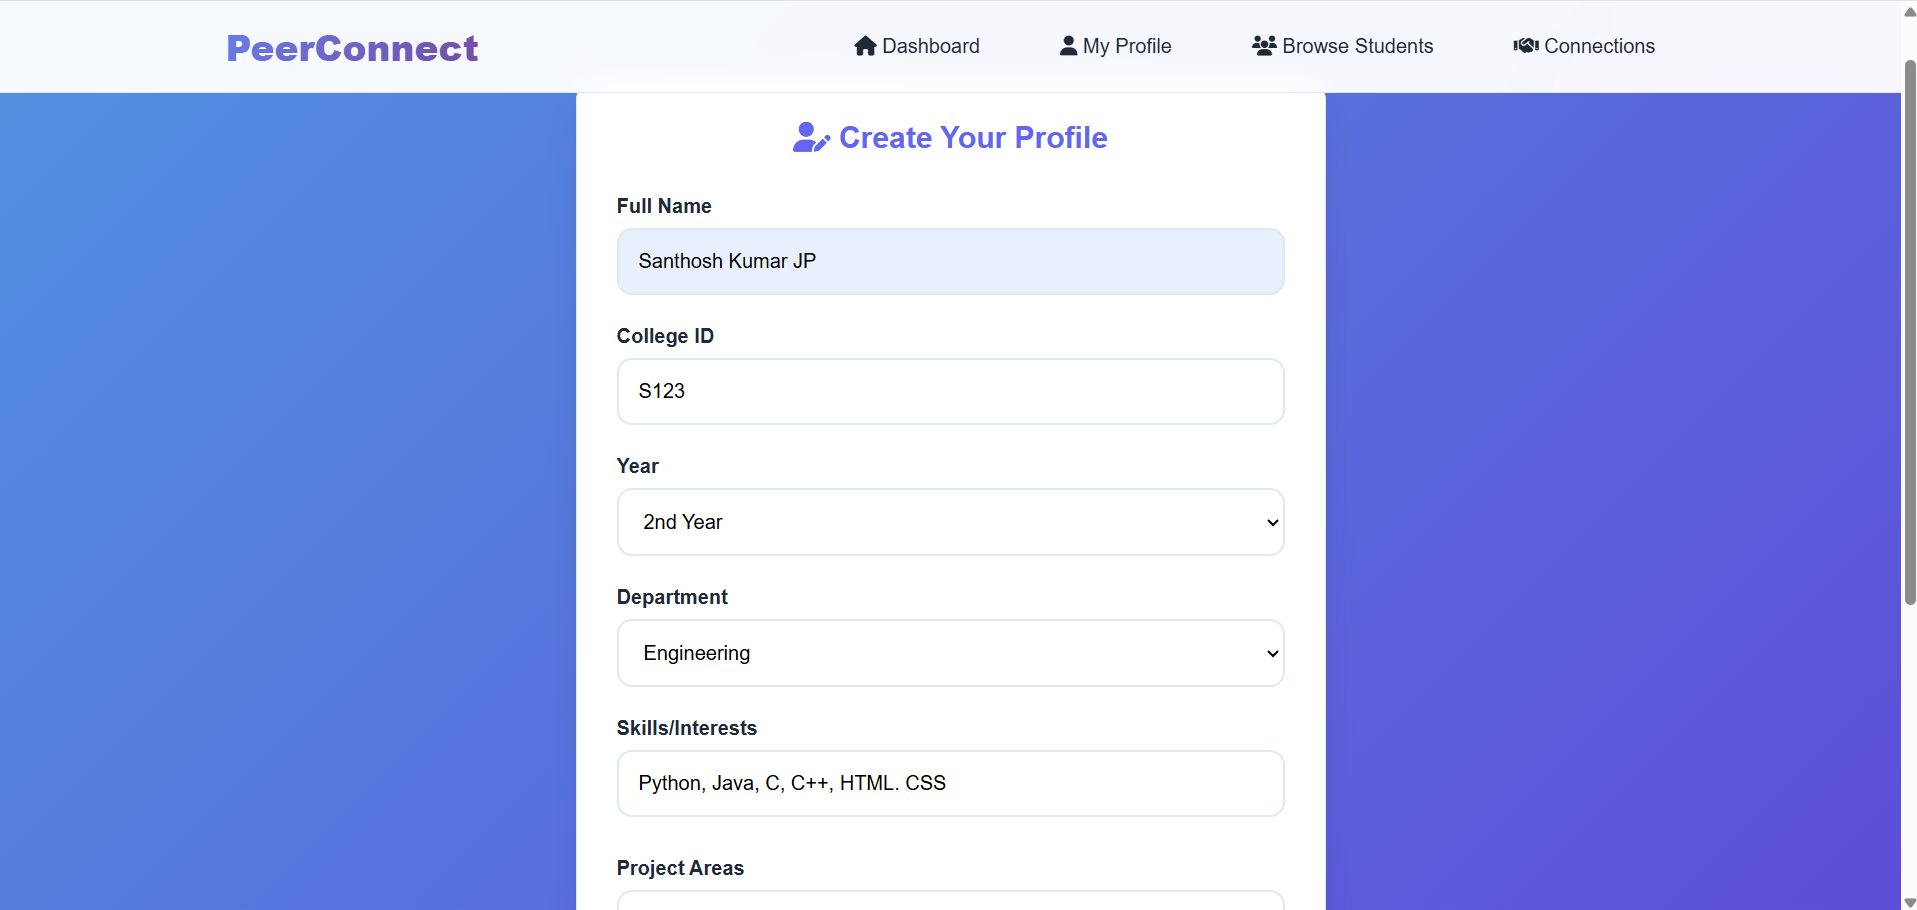 PeerConnect
Dashboard
My Profile
Browse Students
Connections
Create Your Profile
Full Name
Santhosh Kumar JP
College ID
S123
Year
2nd Year
Department
Engineering
Skills/Interests
Python, Java, C, C++, HTML. CSS
Project Areas